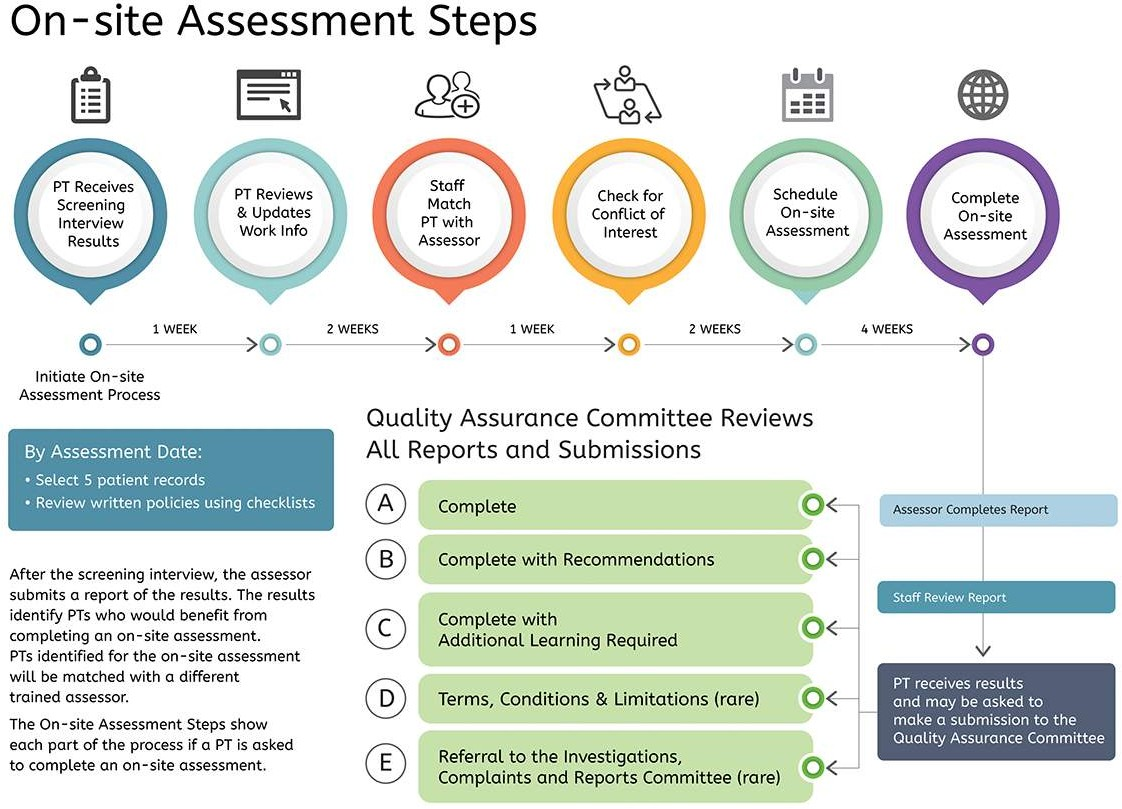 On-site Assessment Steps
PT Receives
Screening
Interview
Results
PT Reviews
& Updates
Work Info
Staff
Match
PT with
Assessor
Check for
Conflict of
Interest
Schedule
On-site
Assessment
Complete
On-site
Assessment
1 WEEK
2 WEEKS
1 WEEK
2 WEEKS
4 WEEKS
Initiate On-site
Assessment Process
By Assessment Date:
• Select 5 patient records
• Review written policies using checklists
After the screening interview, the assessor
submits a report of the results. The results
identify PTs who would benefit from
completing an on-site assessment.
PTs identified for the on-site assessment
will be matched with a different
trained assessor.
The On-site Assessment Steps show
each part of the process if a PT is asked
to complete an on-site assessment.
Quality Assurance Committee Reviews
All Reports and Submissions
A
Complete
B
Complete with Recommendations
C
Complete with
Additional Learning Required
D
Terms, Conditions & Limitations (rare)
E
Referral to the Investigations,
Complaints and Reports Committee (rare)
Assessor Completes Report
Staff Review Report
PT receives results
and may be asked to
make a submission to the
Quality Assurance Committee